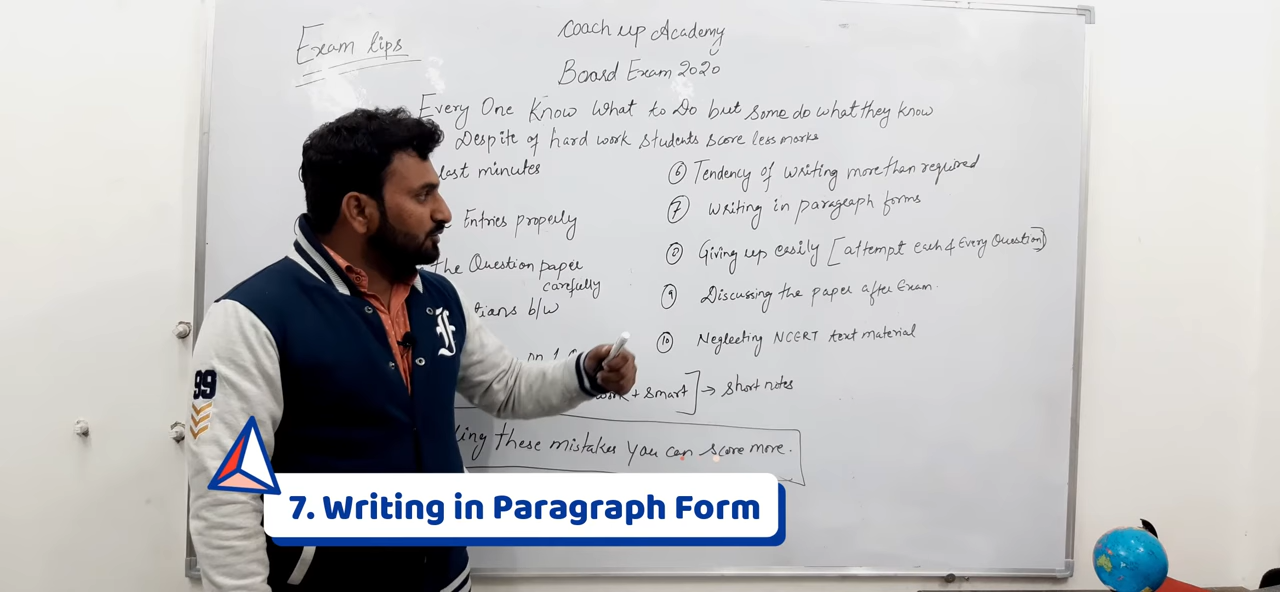 Exam tips
Coach up Academy
Board Exam 2020
Every One Know What to Do but some do what they know
Despite of hard work students score less marks
last minutes
Entries properly
the Question paper
carefully
b/w
on 1
work + smart] → short notes
these mistakes you can score more.
⑥ Tendency of writing more than required
⑦ Writing in paragraph forms
⑧ Giving up easily [attempt each & Every Question]
⑨ Discussing the paper after Exam.
⑩ Neglecting NCERT text material
F
99
7. Writing in Paragraph Form